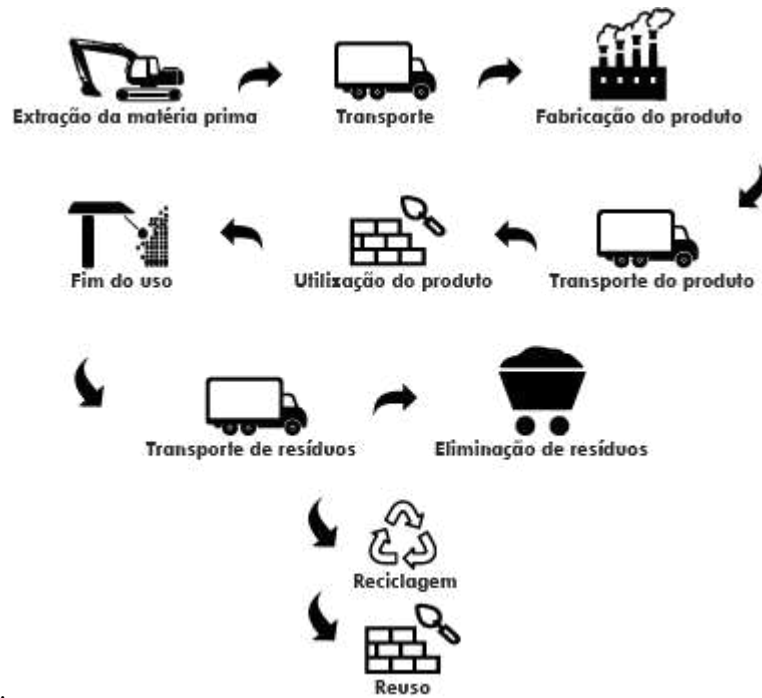 Extração da matéria prima
Transporte
Fabricação do produto
Fim do uso
Utilização do produto
Transporte do produto
Transporte de resíduos
Eliminação de resíduos
Reciclagem
Reuso
.